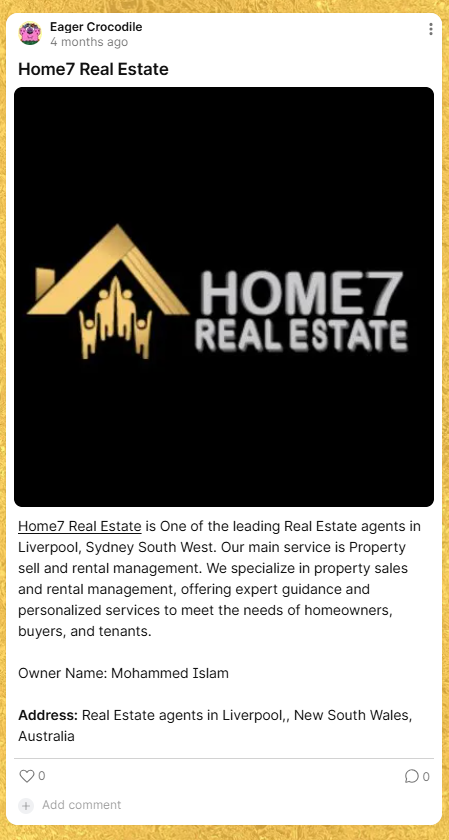 Eager Crocodile
4 months ago
Home7 Real Estate
HOME7
REAL ESTATE
Home7 Real Estate is One of the leading Real Estate agents in
Liverpool, Sydney South West. Our main service is Property
sell and rental management. We specialize in property sales
and rental management, offering expert guidance and
personalized services to meet the needs of homeowners,
buyers, and tenants.
Owner Name: Mohammed Islam
Address: Real Estate agents in Liverpool,, New South Wales,
Australia
0
0
Add comment